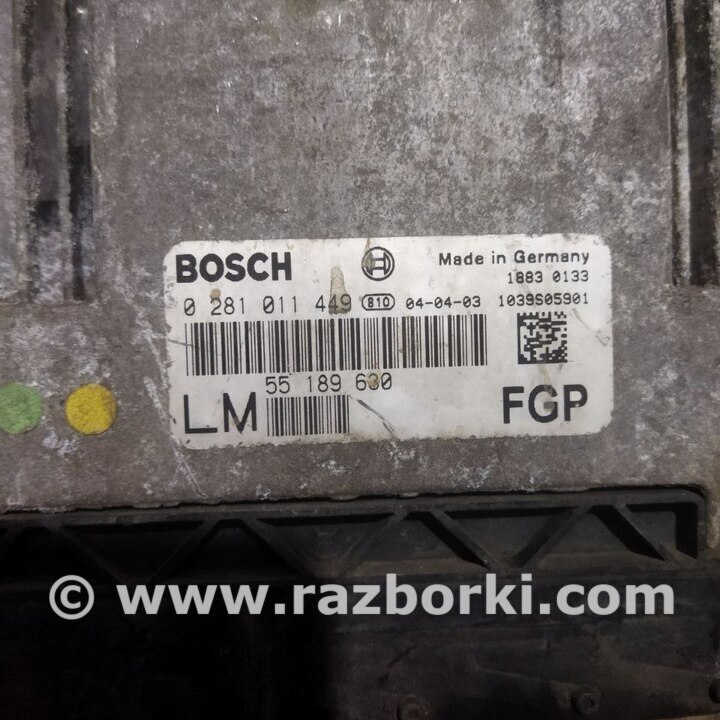 BOSCH
Made in Germany
1883 0133
0 281 011 449 810 04-04-03 1039S05901
55 189 630
LM FGP
© www.razborki.com